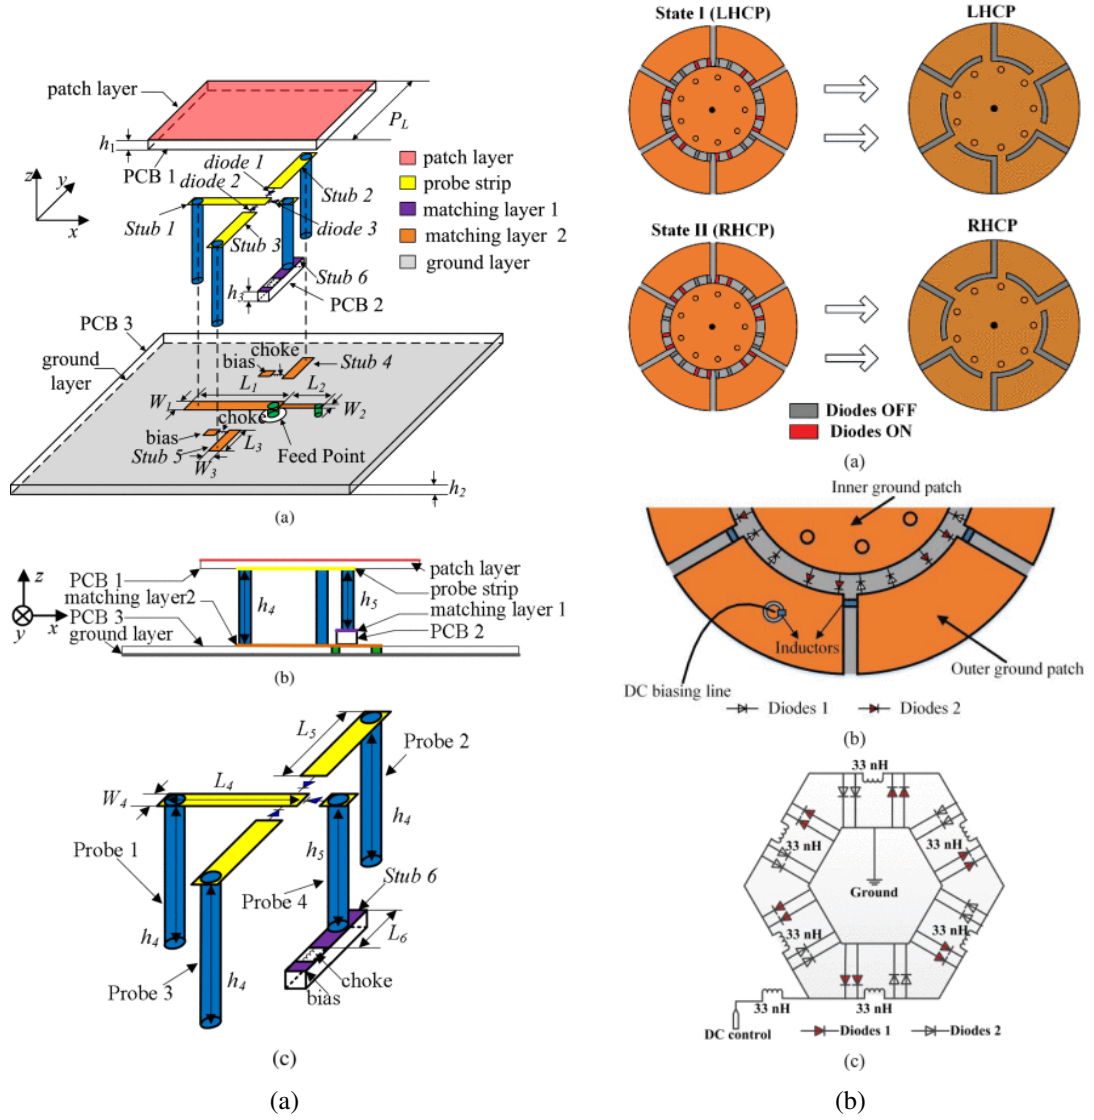 patch layer
P_L
h_1
PCB 1
z
y
x
diode 1
diode 2
Stub 2
Stub 1
Stub 3
diode 3
Stub 6
h_3
PCB 2
patch layer
probe strip
matching layer 1
matching layer 2
ground layer
PCB 3
ground layer
choke
bias
Stub 4
L_1
L_2
W_1
W_2
choke
bias
Stub 5
L_3
W_3
Feed Point
h_2
(a)
z
y
x
PCB 1
matching layer2
PCB 3
ground layer
h_4
h_5
patch layer
probe strip
matching layer 1
PCB 2
(b)
L_5
Probe 2
L_4
W_4
h_4
Probe 1
h_5
Stub 6
Probe 4
h_4
L_6
Probe 3
h_4
choke
bias
(c)
(a)
State I (LHCP)
LHCP
State II (RHCP)
RHCP
Diodes OFF
Diodes ON
(a)
Inner ground patch
Inductors
Outer ground patch
DC biasing line
Diodes 1
Diodes 2
(b)
33 nH
33 nH
33 nH
Ground
33 nH
33 nH
33 nH
33 nH
DC control
Diodes 1
Diodes 2
(c)
(b)